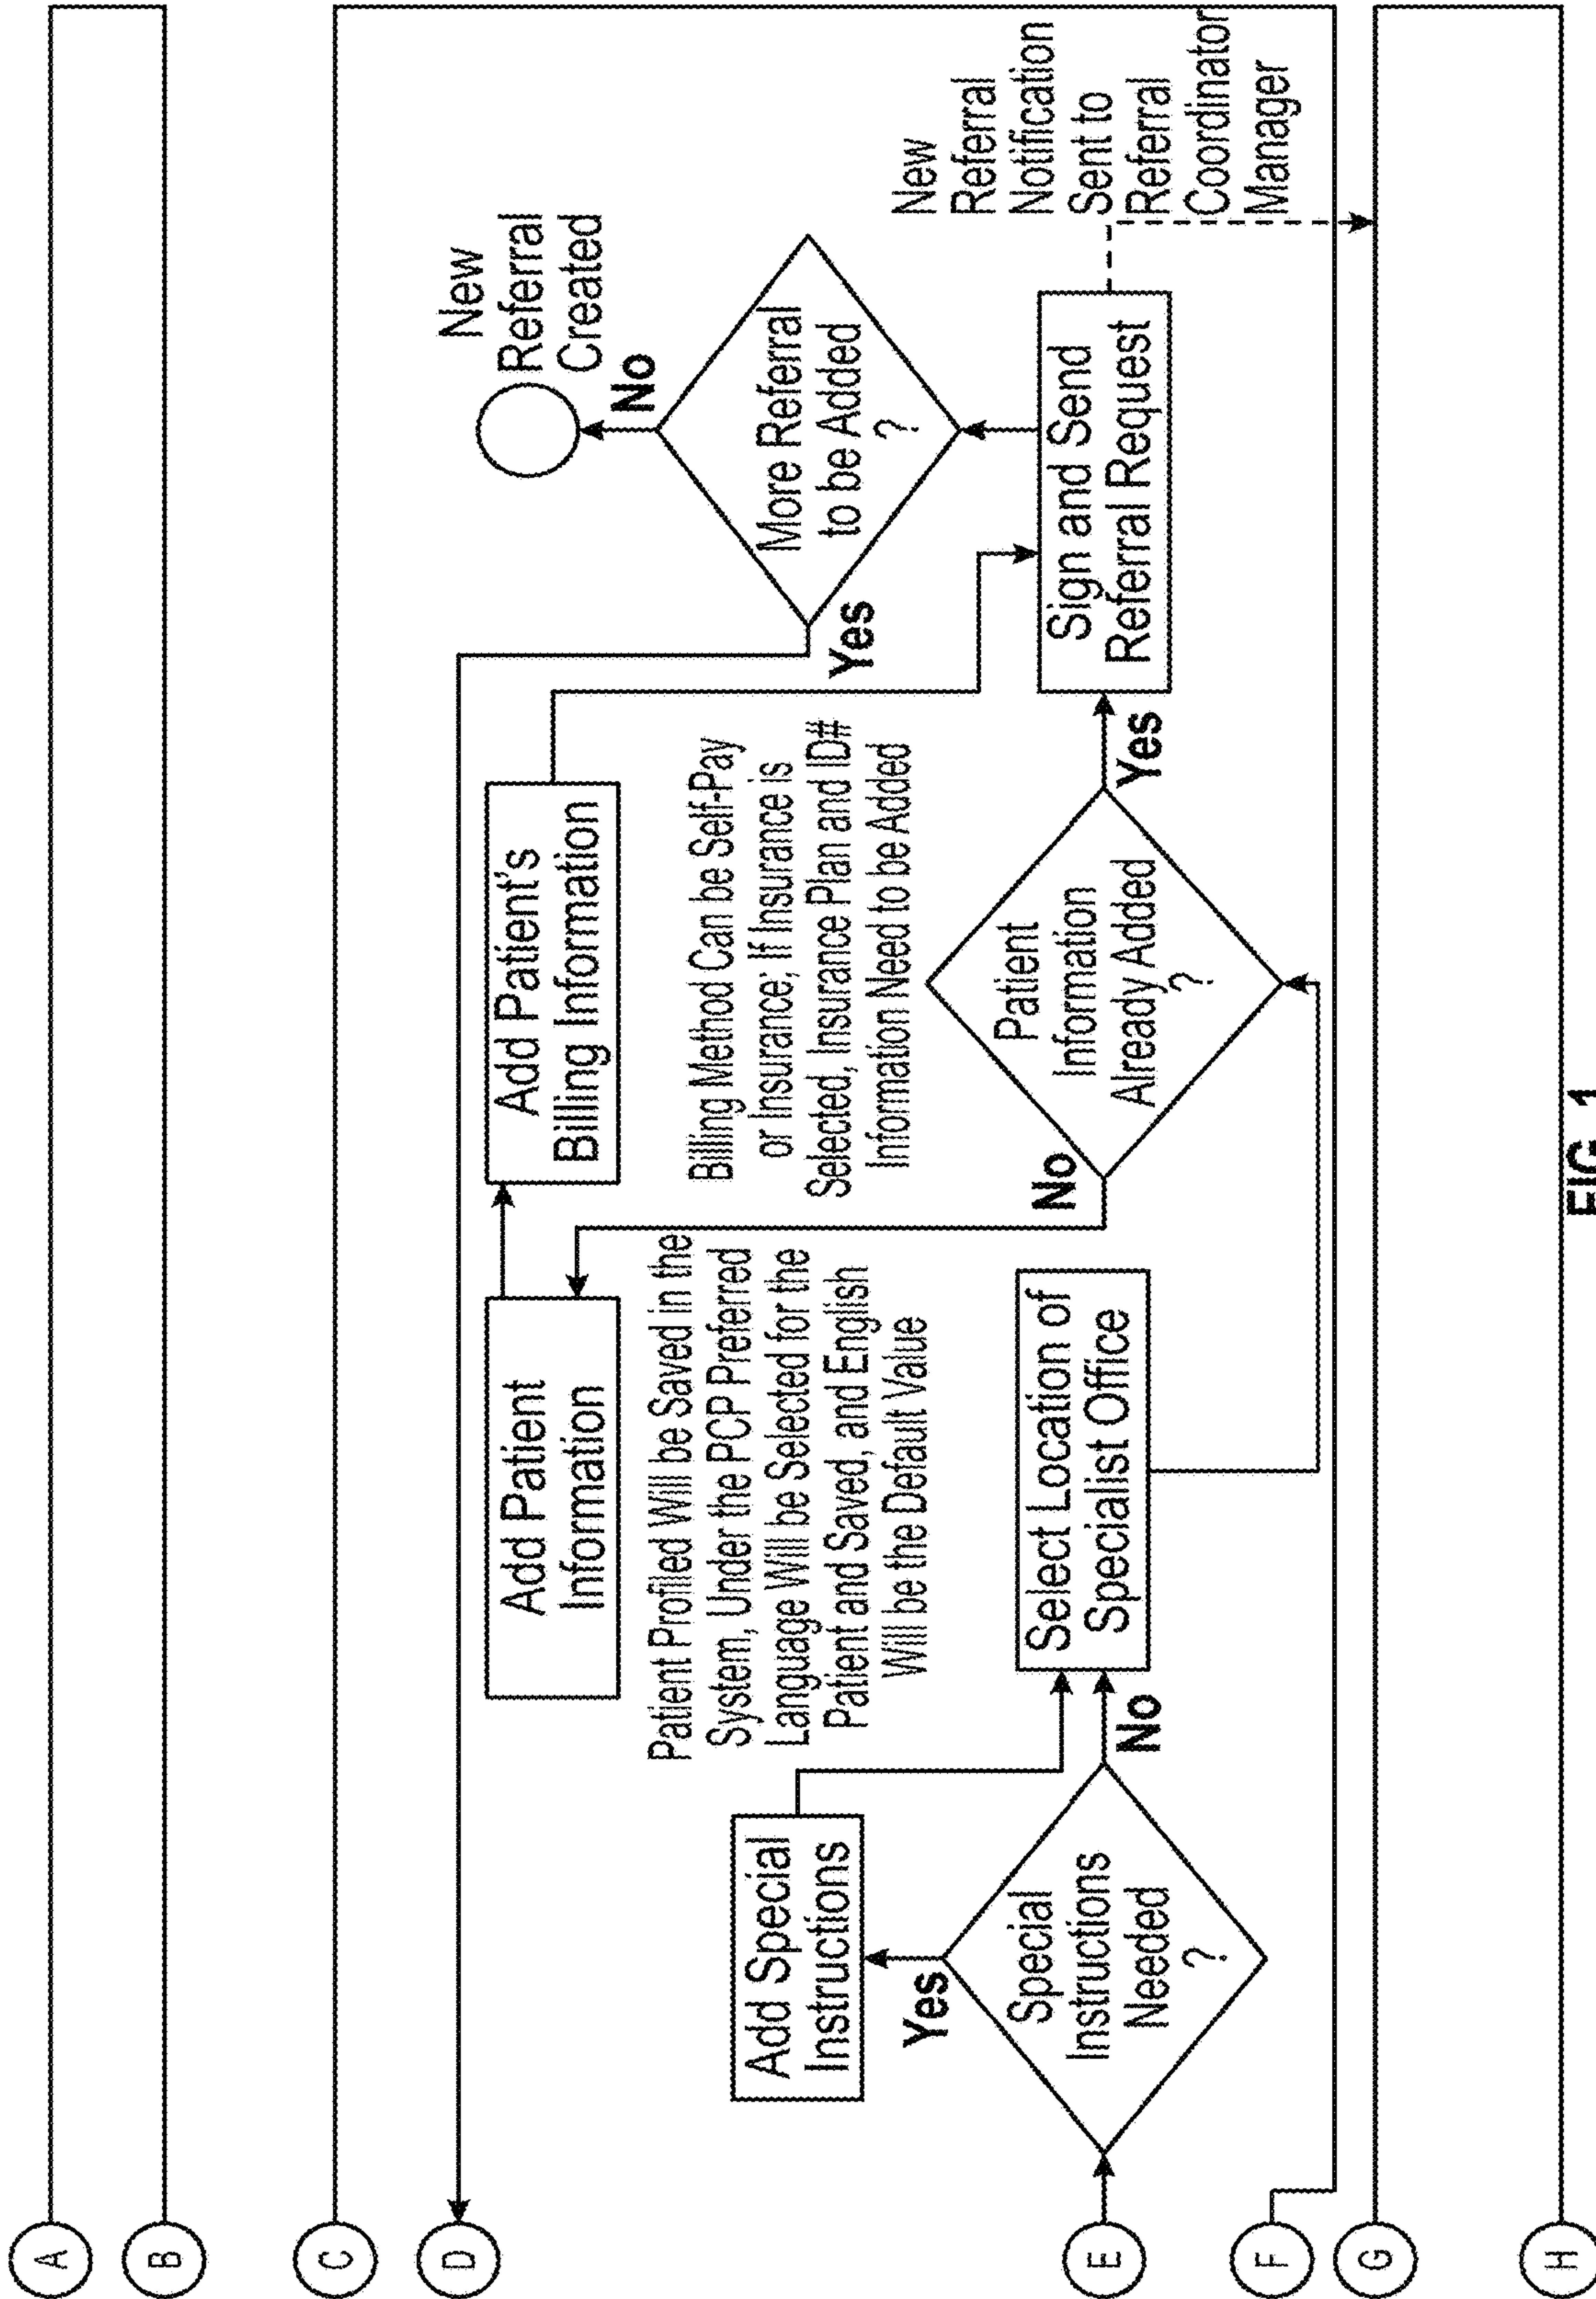 A
B
C
D
E
F
G
H
Add Special
Instructions
Yes
Special
Instructions
Needed
?
No
Add Patient
Information
Patient Profiled Will be Saved in the
System, Under the PCP Preferred
Language Will be Selected for the
Patient and Saved, and English
Will be the Default Value
Select Location of
Specialist Office
Add Patient's
Billing Information
Billing Method Can be Self-Pay
or Insurance; If Insurance is
Selected, Insurance Plan and ID#
Information Need to be Added
No
Patient
Information
Already Added
?
Yes
New
Referral
Created
No
More Referral
to be Added
?
Yes
Sign and Send
Referral Request
New
Referral
Notification
Sent to
Referral
Coordinator
Manager
FIG. 1